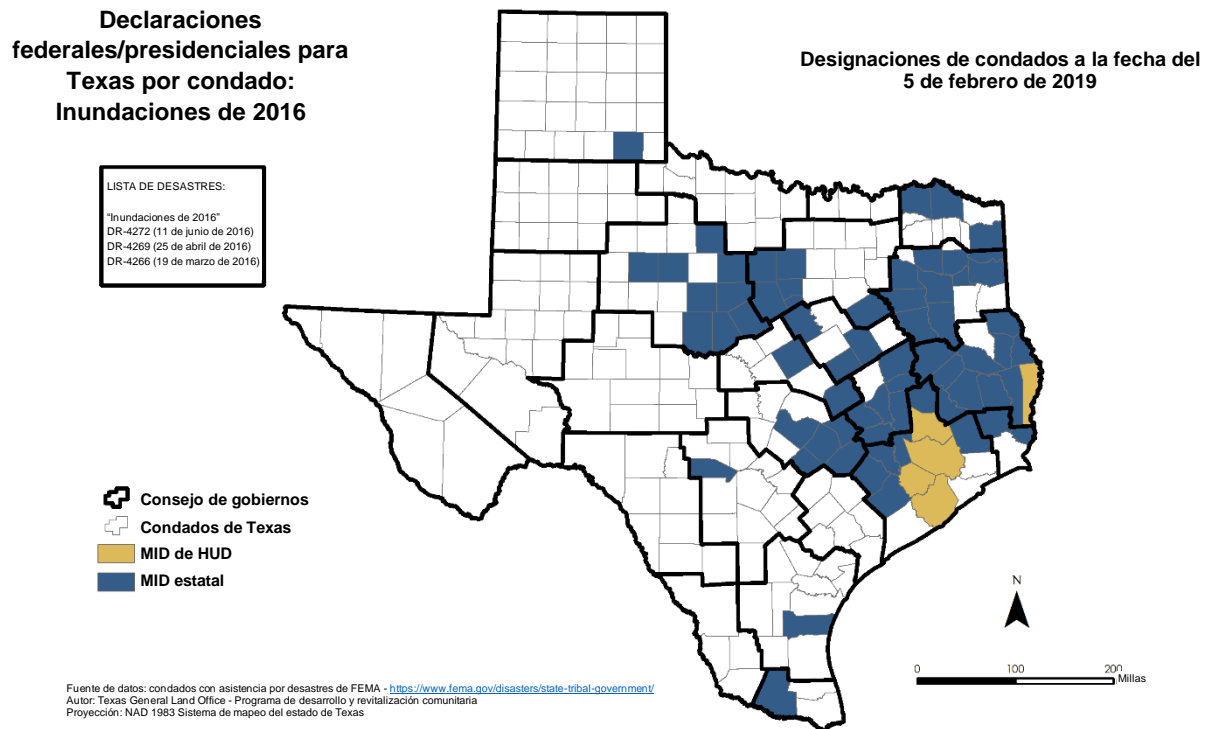 Declaraciones
federales/presidenciales para
Texas por condado:
Inundaciones de 2016
Designaciones de condados a la fecha del
5 de febrero de 2019
LISTA DE DESASTRES:
"Inundaciones de 2016"
DR-4272 (11 de junio de 2016)
DR-4269 (25 de abril de 2016)
DR-4266 (19 de marzo de 2016)
Consejo de gobiernos
Condados de Texas
MID de HUD
MID estatal
N
0 100 200
Millas
Fuente de datos: condados con asistencia por desastres de FEMA - https://www.fema.gov/disasters/state-tribal-government/
Autor: Texas General Land Office - Programa de desarrollo y revitalización comunitaria
Proyección: NAD 1983 Sistema de mapeo del estado de Texas